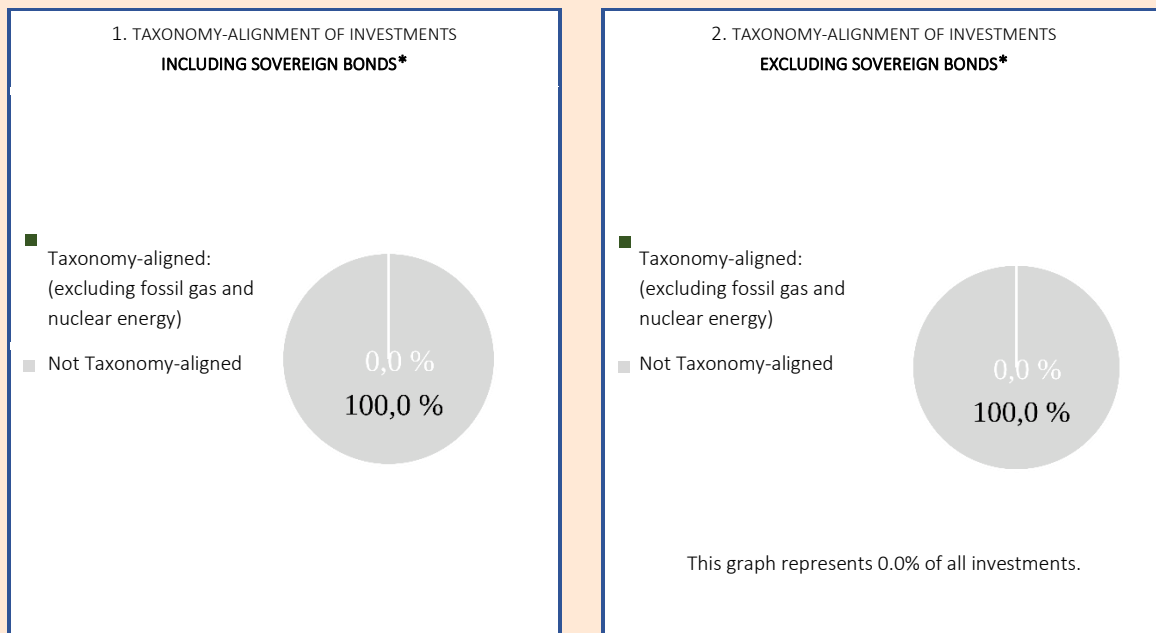 1. TAXONOMY-ALIGNMENT OF INVESTMENTS
INCLUDING SOVEREIGN BONDS*
Taxonomy-aligned:
(excluding fossil gas and
nuclear energy)
Not Taxonomy-aligned
0,0 %
100,0 %
2. TAXONOMY-ALIGNMENT OF INVESTMENTS
EXCLUDING SOVEREIGN BONDS*
Taxonomy-aligned:
(excluding fossil gas and
nuclear energy)
Not Taxonomy-aligned
0,0 %
100,0 %
This graph represents 0.0% of all investments.